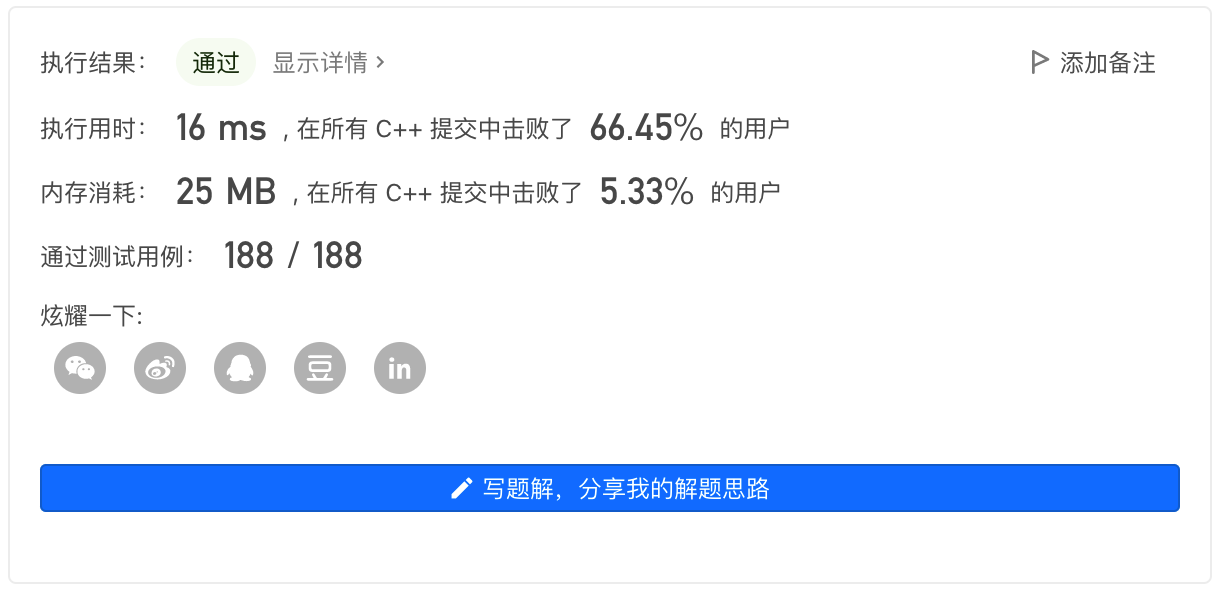 执行结果： 通过 显示详情 > 添加备注
执行用时： 16 ms , 在所有 C++ 提交中击败了 66.45% 的用户
内存消耗： 25 MB , 在所有 C++ 提交中击败了 5.33% 的用户
通过测试用例： 188 / 188
炫耀一下:
豆 in
写题解，分享我的解题思路